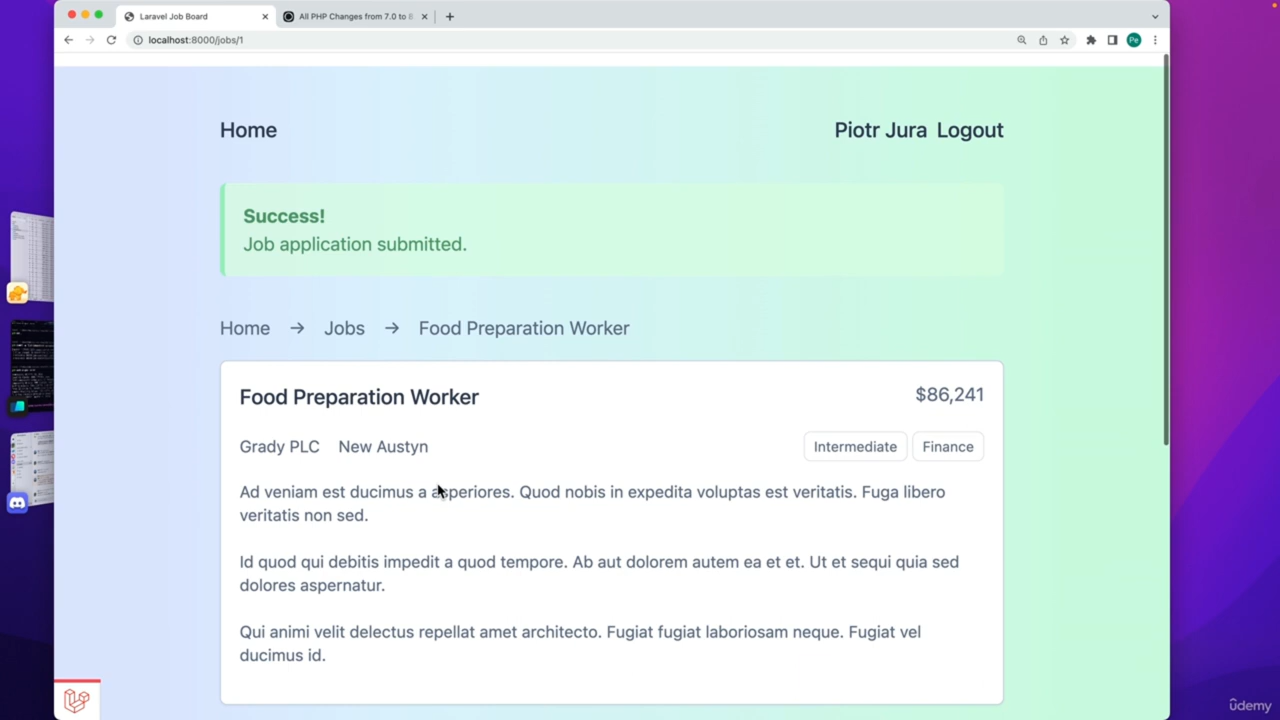 Laravel Job Board
All PHP Changes from 7.0 to 8
localhost:8000/jobs/1
Pe
Home
Piotr Jura Logout
Success!
Job application submitted.
Home → Jobs → Food Preparation Worker
Food Preparation Worker
$86,241
Grady PLC New Austyn
Intermediate Finance
Ad veniam est ducimus a asperiores. Quod nobis in expedita voluptas est veritatis. Fuga libero
veritatis non sed.
Id quod qui debitis impedit a quod tempore. Ab aut dolorem autem ea et et. Ut et sequi quia sed
dolores aspernatur.
Qui animi velit delectus repellat amet architecto. Fugiat fugiat laboriosam neque. Fugiat vel
ducimus id.
ûdemy